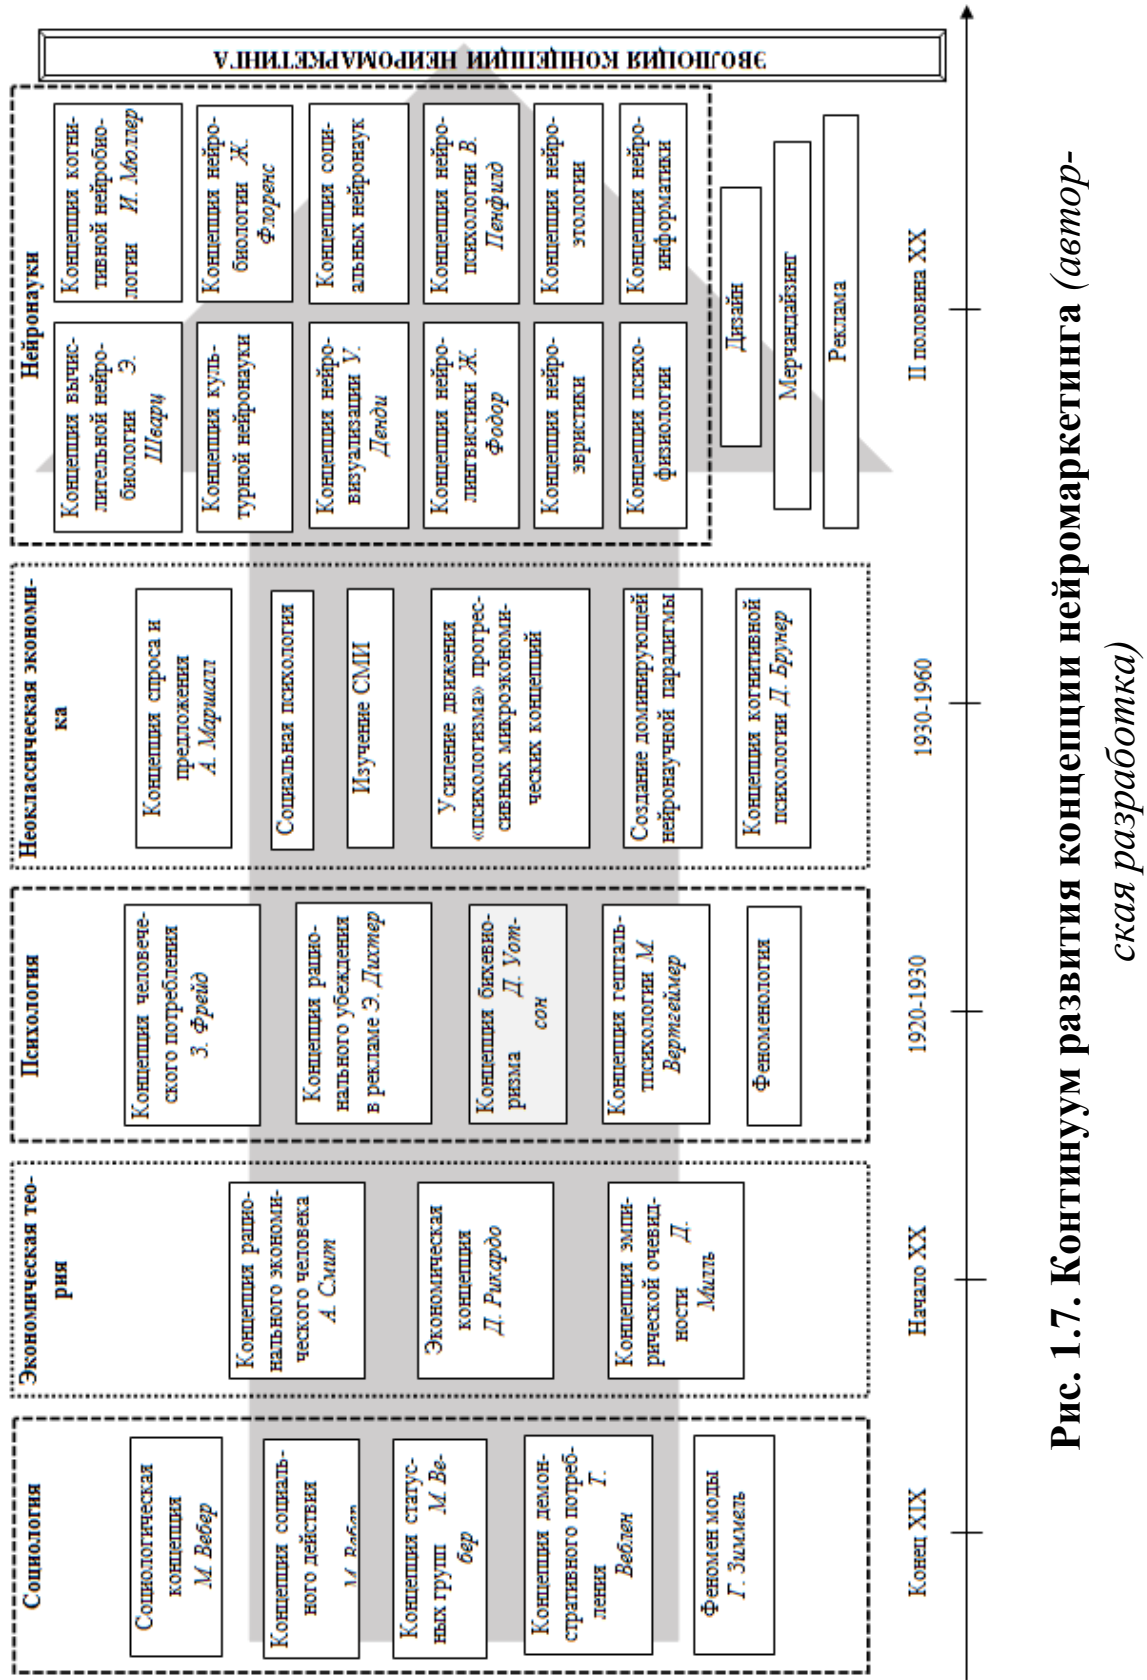 Социология
Социологическая
концепция
М. Вебер
Концепция социаль-
ного действия
М. Вебер
Концепция статус-
ных групп М. Ве-
бер
Концепция демон-
стративного потреб-
ления Т.
Веблен
Феномен моды
Г. Зиммель
Экономическая тео-
рия
Концепция рацио-
нального экономи-
ческого человека
А. Смит
Экономическая
концепция
Д. Рикардо
Концепция эмпи-
рической очевид-
ности Д.
Милль
Психология
Концепция человече-
ского потребления
З. Фрейд
Концепция рацио-
нального убеждения
в рекламе Э. Дихтер
Концепция бихевио-
ризма Д. Уот-
сон
Концепция гешталь-
тпсихологии М.
Вертгеймер
Феноменология
Неоклассическая экономи-
ка
Концепция спроса и
предложения
А. Маршалл
Социальная психология
Изучение СМИ
Усиление движения
«психологизма» прогрес-
сивных микроэкономи-
ческих концепций
Создание доминирующей
нейронаучной парадигмы
Концепция когнитивной
психологии Д. Брунер
Нейронауки
Концепция вычис-
лительной нейро-
биологии Э.
Шварц
Концепция когни-
тивной нейробио-
логии И. Мюллер
Концепция куль-
турной нейронауки
Концепция нейро-
биологии Ж.
Флоренс
Концепция нейро-
визуализации У.
Денди
Концепция соци-
альных нейронаук
Концепция нейро-
лингвистики Ж.
Фодор
Концепция нейро-
психологии В.
Пенфилд
Концепция нейро-
эвристики
Концепция нейро-
этологии
Концепция психо-
физиологии
Концепция нейро-
информатики
Дизайн
Мерчандайзинг
Реклама
ЭВОЛЮЦИЯ КОНЦЕПЦИИ НЕЙРОМАРКЕТИНГА
Конец XIX
Начало XX
1920-1930
1930-1960
II половина XX
Рис. 1.7. Континуум развития концепции нейромаркетинга (автор-
ская разработка)